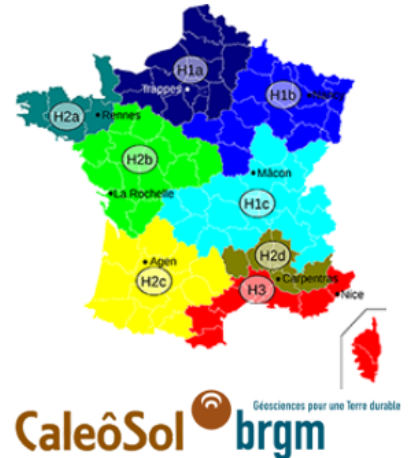 H1a
Trappes
H1b
Nancy
H2a
Rennes
H2b
Mâcon
La Rochelle
H1c
H2d
Agen
Carpentras
H2c
H3
Nice
CaleôSol
Géosciences pour une Terre durable
brgm